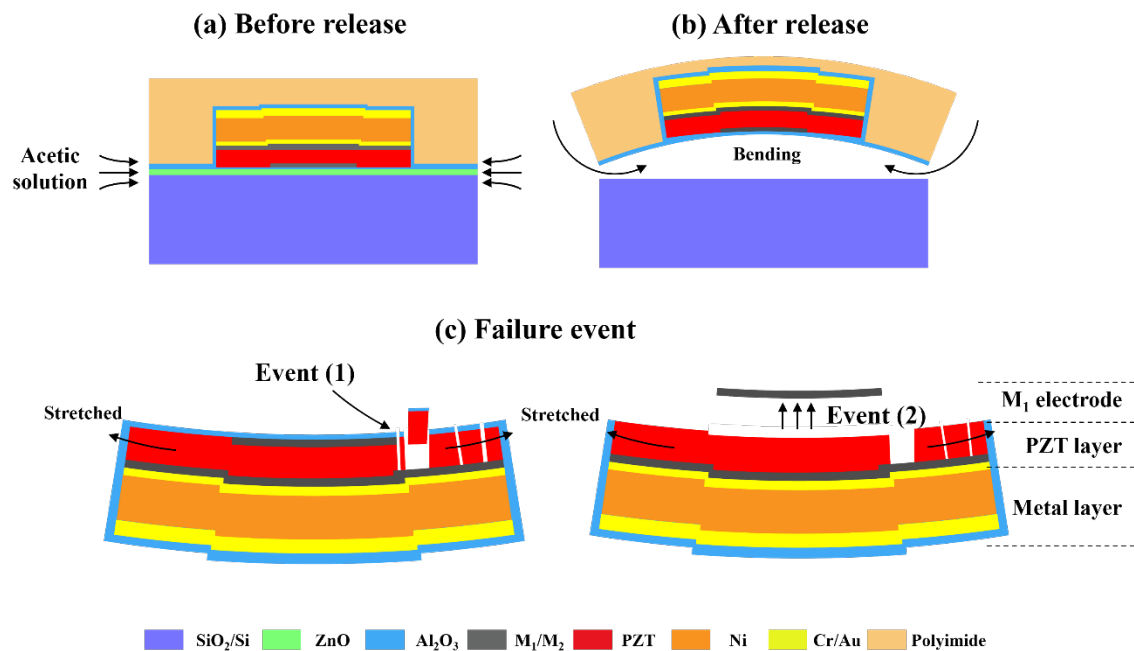 (a) Before release
(b) After release
Acetic
solution
Bending
(c) Failure event
Event (1)
Stretched
Event (2)
Stretched
M₁ electrode
PZT layer
Metal layer
SiO₂/Si
ZnO
Al₂O₃
M₁/M₂
PZT
Ni
Cr/Au
Polyimide